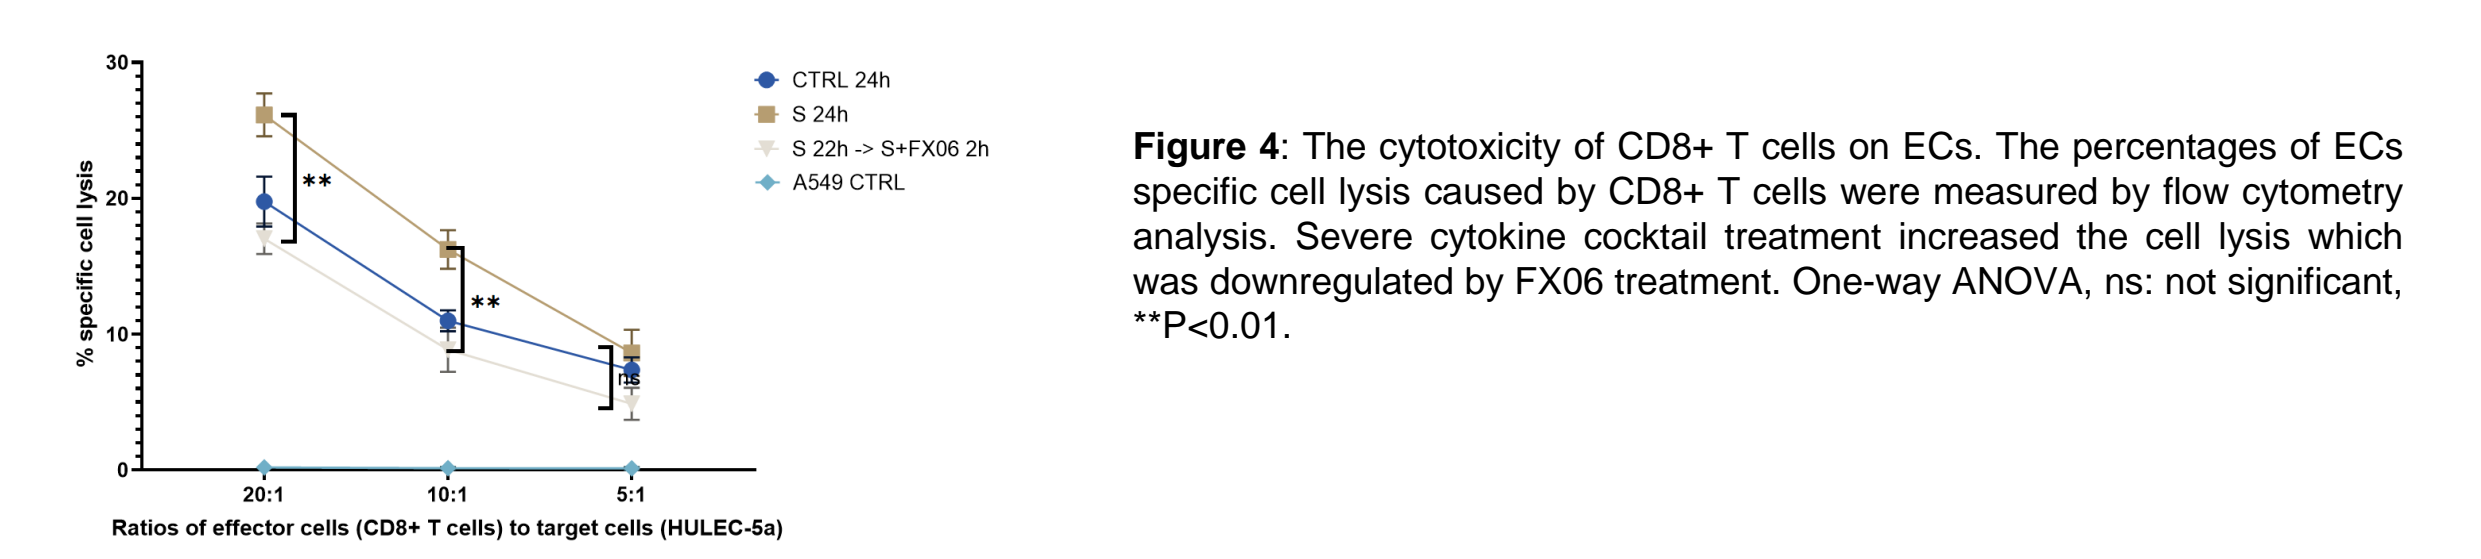 30
20
10
0
% specific cell lysis
**
**
ns
20:1
10:1
5:1
Ratios of effector cells (CD8+ T cells) to target cells (HULEC-5a)
CTRL 24h
S 24h
S 22h -> S+FX06 2h
A549 CTRL
Figure 4: The cytotoxicity of CD8+ T cells on ECs. The percentages of ECs
specific cell lysis caused by CD8+ T cells were measured by flow cytometry
analysis. Severe cytokine cocktail treatment increased the cell lysis which
was downregulated by FX06 treatment. One-way ANOVA, ns: not significant,
**P<0.01.